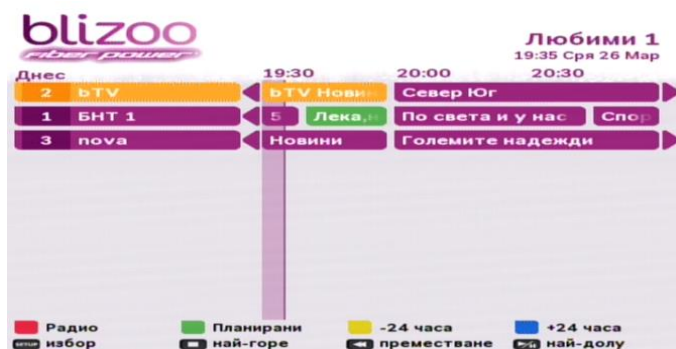 blizoo
fiber power
Любими 1
19:35 Сря 26 Мар
Днес 19:30 20:00 20:30
2 bTV bTV Нови Север Юг
1 БНТ 1 5 Лека, По света и у нас Спор
3 nova Новини Големите надежди
Радио Планирани -24 часа +24 часа
SETUP избор най-горе преместване най-долу